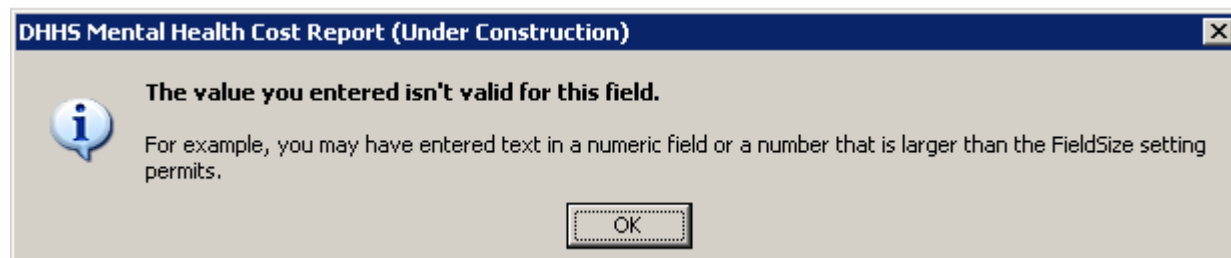 DHHS Mental Health Cost Report (Under Construction)
The value you entered isn't valid for this field.
For example, you may have entered text in a numeric field or a number that is larger than the FieldSize setting
permits.
OK